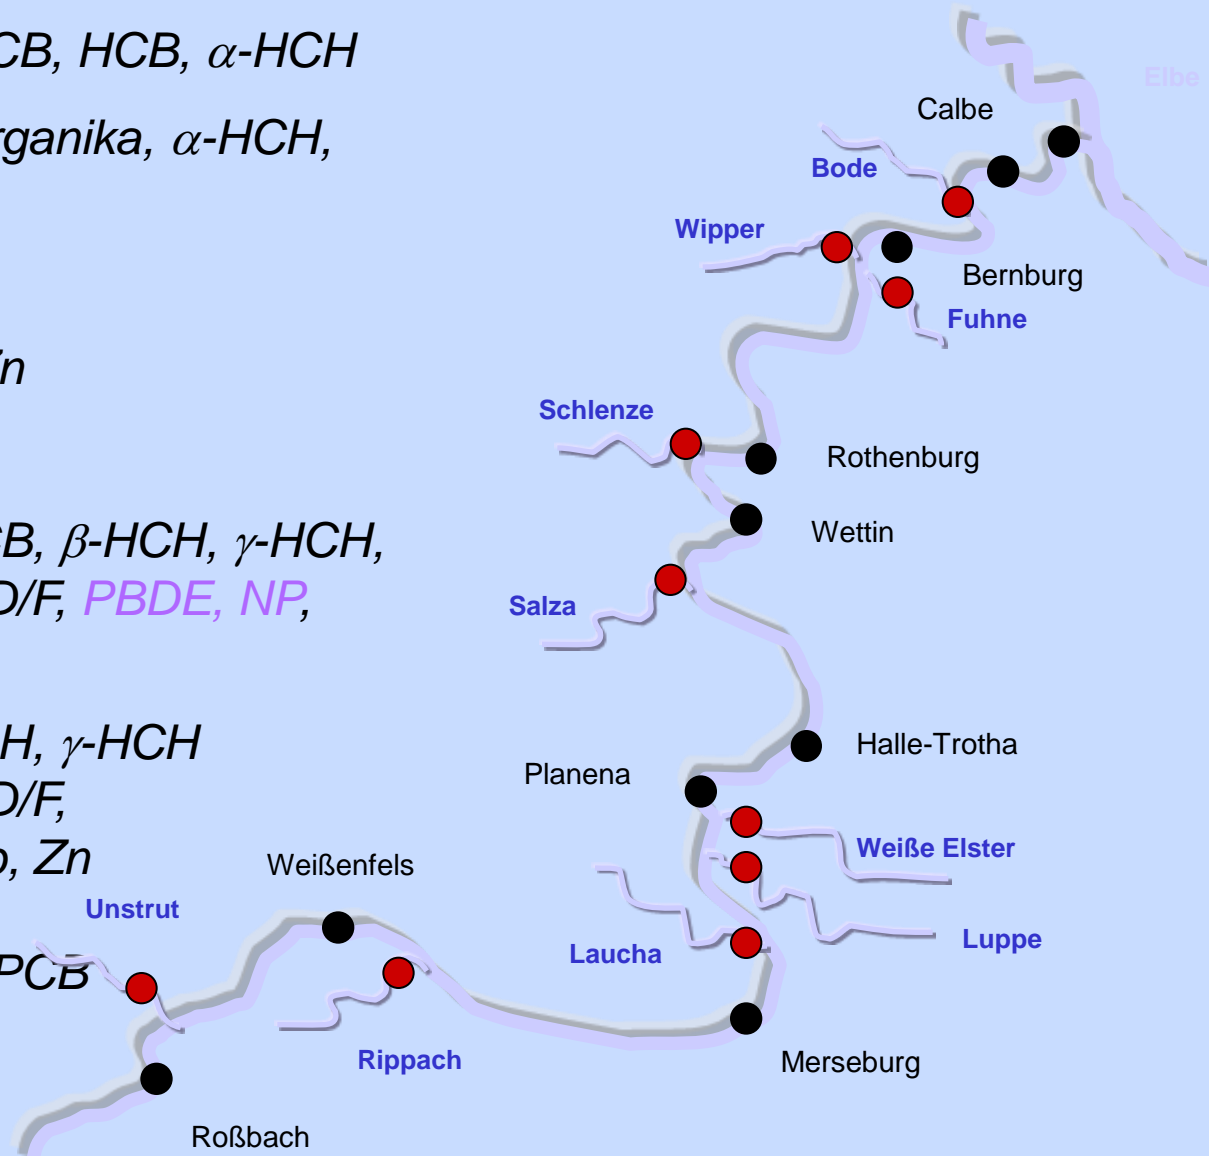 CB, HCB, α-HCH
rganika, α-HCH,
n
B, β-HCH, γ-HCH,
D/F, PBDE, NP,
H, γ-HCH
D/F,
, Zn
PCB
Elbe
Calbe
Bode
Wipper
Bernburg
Fuhne
Schlenze
Rothenburg
Wettin
Salza
Halle-Trotha
Planena
Weiße Elster
Weißenfels
Unstrut
Luppe
Laucha
Rippach
Merseburg
Roßbach